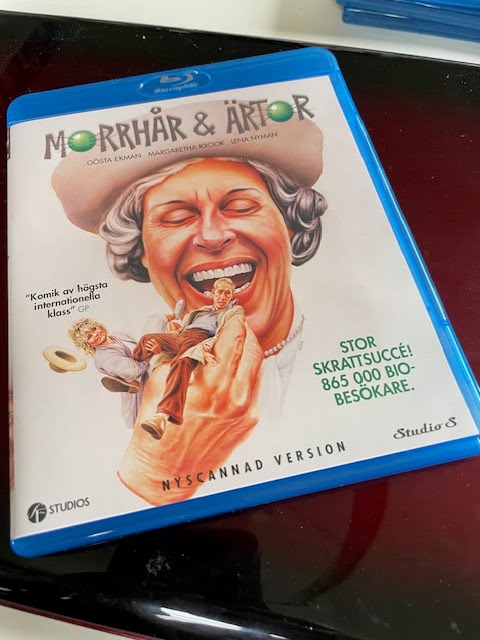 Blu-ray Disc
MORRHÅR & ÄRTOR
GÖSTA EKMAN MARGARETHA KROOK LENA NYMAN
"Komik av högsta
internationella
klass" GP
STOR
SKRATTSUCCÉ!
865 000 BIO-
BESÖKARE.
NYSCANNAD VERSION
Studio S
SF STUDIOS